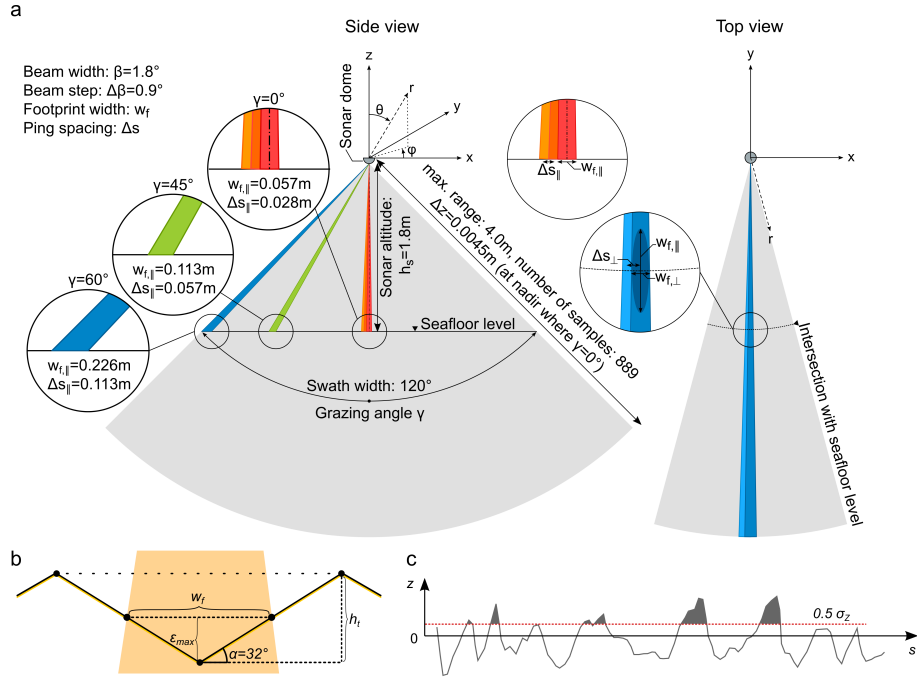 a
Side view
Top view
Beam width: β=1.8°
Beam step: Δβ=0.9°
Footprint width: wf
Ping spacing: Δs
Sonar dome
z
r
y
x
θ
φ
γ=0°
wf,∥=0.057m
Δs∥=0.028m
γ=45°
wf,∥=0.113m
Δs∥=0.057m
γ=60°
wf,∥=0.226m
Δs∥=0.113m
Sonar altitude:
hs=1.8m
max. range: 4.0m, number of samples: 889
Δz=0.0045m (at nadir where γ=0°)
Seafloor level
Swath width: 120°
Grazing angle γ
Δs∥
wf,∥
y
x
r
wf,∥
Δs⊥
wf,⊥
Intersection with seafloor level
b
wf
εmax
α=32°
ht
c
z
0.5 σz
0
s